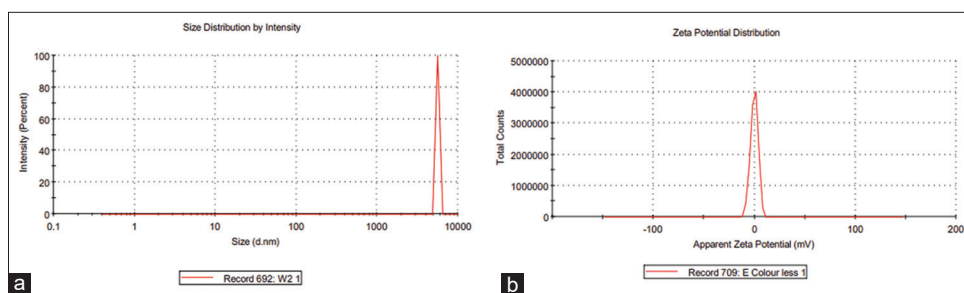 Size Distribution by Intensity
100
80
60
40
20
0
Intensity (Percent)
0.1
1
10
100
1000
10000
Size (d.nm)
Record 692: W2 1
a
Zeta Potential Distribution
5000000
4000000
3000000
2000000
1000000
0
Total Counts
-100
0
100
200
Apparent Zeta Potential (mV)
Record 709: E Colour less 1
b